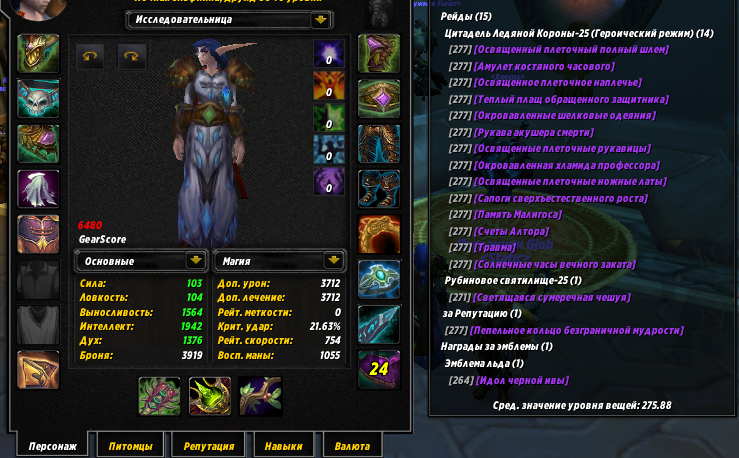 Исследовательница
0
0
0
0
0
6480
GearScore
Основные
Магия
Сила: 103
Ловкость: 104
Выносливость: 1564
Интеллект: 1942
Дух: 1376
Броня: 3919
Доп. урон: 3712
Доп. лечение: 3712
Рейт. меткости: 0
Крит. удар: 21.63%
Рейт. скорости: 754
Восп. маны: 1055
24
Персонаж
Питомцы
Репутация
Навыки
Валюта
Рейды (15)
Цитадель Ледяной Короны-25 (Героический режим) (14)
[277] [Освященный плеточный полный шлем]
[277] [Амулет костяного часового]
[277] [Освященное плеточное наплечье]
[277] [Теплый плащ обращенного защитника]
[277] [Окровавленные шелковые одеяния]
[277] [Рукава акушера смерти]
[277] [Освященные плеточные рукавицы]
[277] [Окровавленная хламида профессора]
[277] [Освященные плеточные ножные латы]
[277] [Сапоги сверхъестественного роста]
[277] [Память Малигоса]
[277] [Счеты Алтора]
[277] [Травма]
[277] [Солнечные часы вечного заката]
Рубиновое святилище-25 (1)
[271] [Светящаяся сумеречная чешуя]
за Репутацию (1)
[277] [Пепельное кольцо безграничной мудрости]
Награды за эмблемы (1)
Эмблема льда (1)
[264] [Идол черной ивы]
Сред. значение уровня вещей: 275.88